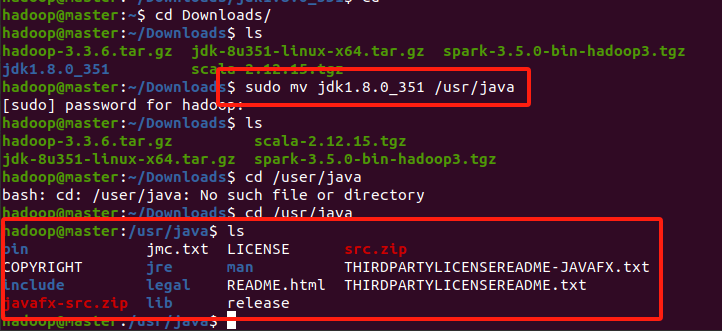 hadoop@master:~$ cd Downloads/
hadoop@master:~/Downloads$ ls
hadoop-3.3.6.tar.gz jdk-8u351-linux-x64.tar.gz spark-3.5.0-bin-hadoop3.tgz
jdk1.8.0_351 scala-2.12.15.tgz
hadoop@master:~/Downloads$ sudo mv jdk1.8.0_351 /usr/java
[sudo] password for hadoop:
hadoop@master:~/Downloads$ ls
hadoop-3.3.6.tar.gz scala-2.12.15.tgz
jdk-8u351-linux-x64.tar.gz spark-3.5.0-bin-hadoop3.tgz
hadoop@master:~/Downloads$ cd /user/java
bash: cd: /user/java: No such file or directory
hadoop@master:~/Downloads$ cd /usr/java
hadoop@master:/usr/java$ ls
bin jmc.txt LICENSE src.zip
COPYRIGHT jre man THIRDPARTYLICENSEREADME-JAVAFX.txt
include legal README.html THIRDPARTYLICENSEREADME.txt
javafx-src.zip lib release
hadoop@master:/usr/java$